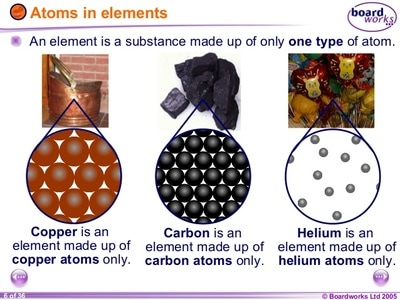 Atoms in elements
board
works
An element is a substance made up of only one type of atom.
Copper is an
element made up of
copper atoms only.
Carbon is an
element made up of
carbon atoms only.
Helium is an
element made up of
helium atoms only.
6 of 36
© Boardworks Ltd 2005